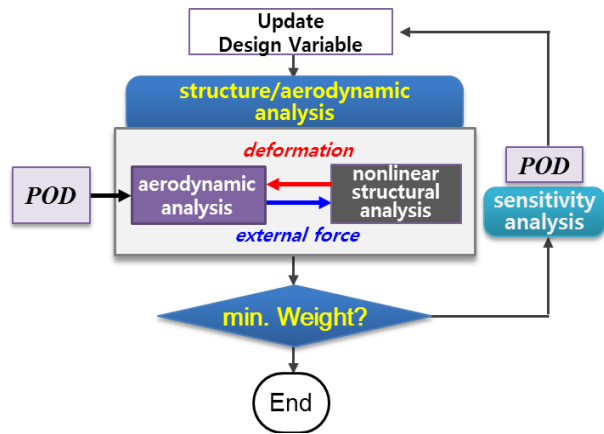 Update
Design Variable
structure/aerodynamic
analysis
deformation
POD
aerodynamic
analysis
nonlinear
structural
analysis
external force
POD
sensitivity
analysis
min. Weight?
End